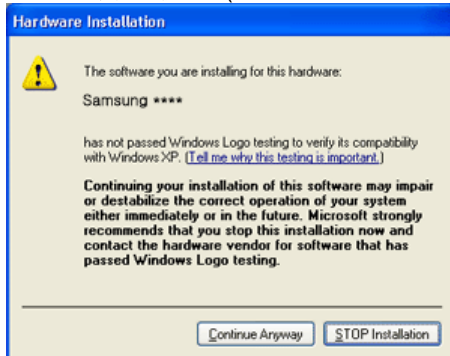 Hardware Installation
The software you are installing for this hardware:
Samsung ****
has not passed Windows Logo testing to verify its compatibility
with Windows XP. (Tell me why this testing is important.)
Continuing your installation of this software may impair
or destabilize the correct operation of your system
either immediately or in the future. Microsoft strongly
recommends that you stop this installation now and
contact the hardware vendor for software that has
passed Windows Logo testing.
Continue Anyway STOP Installation